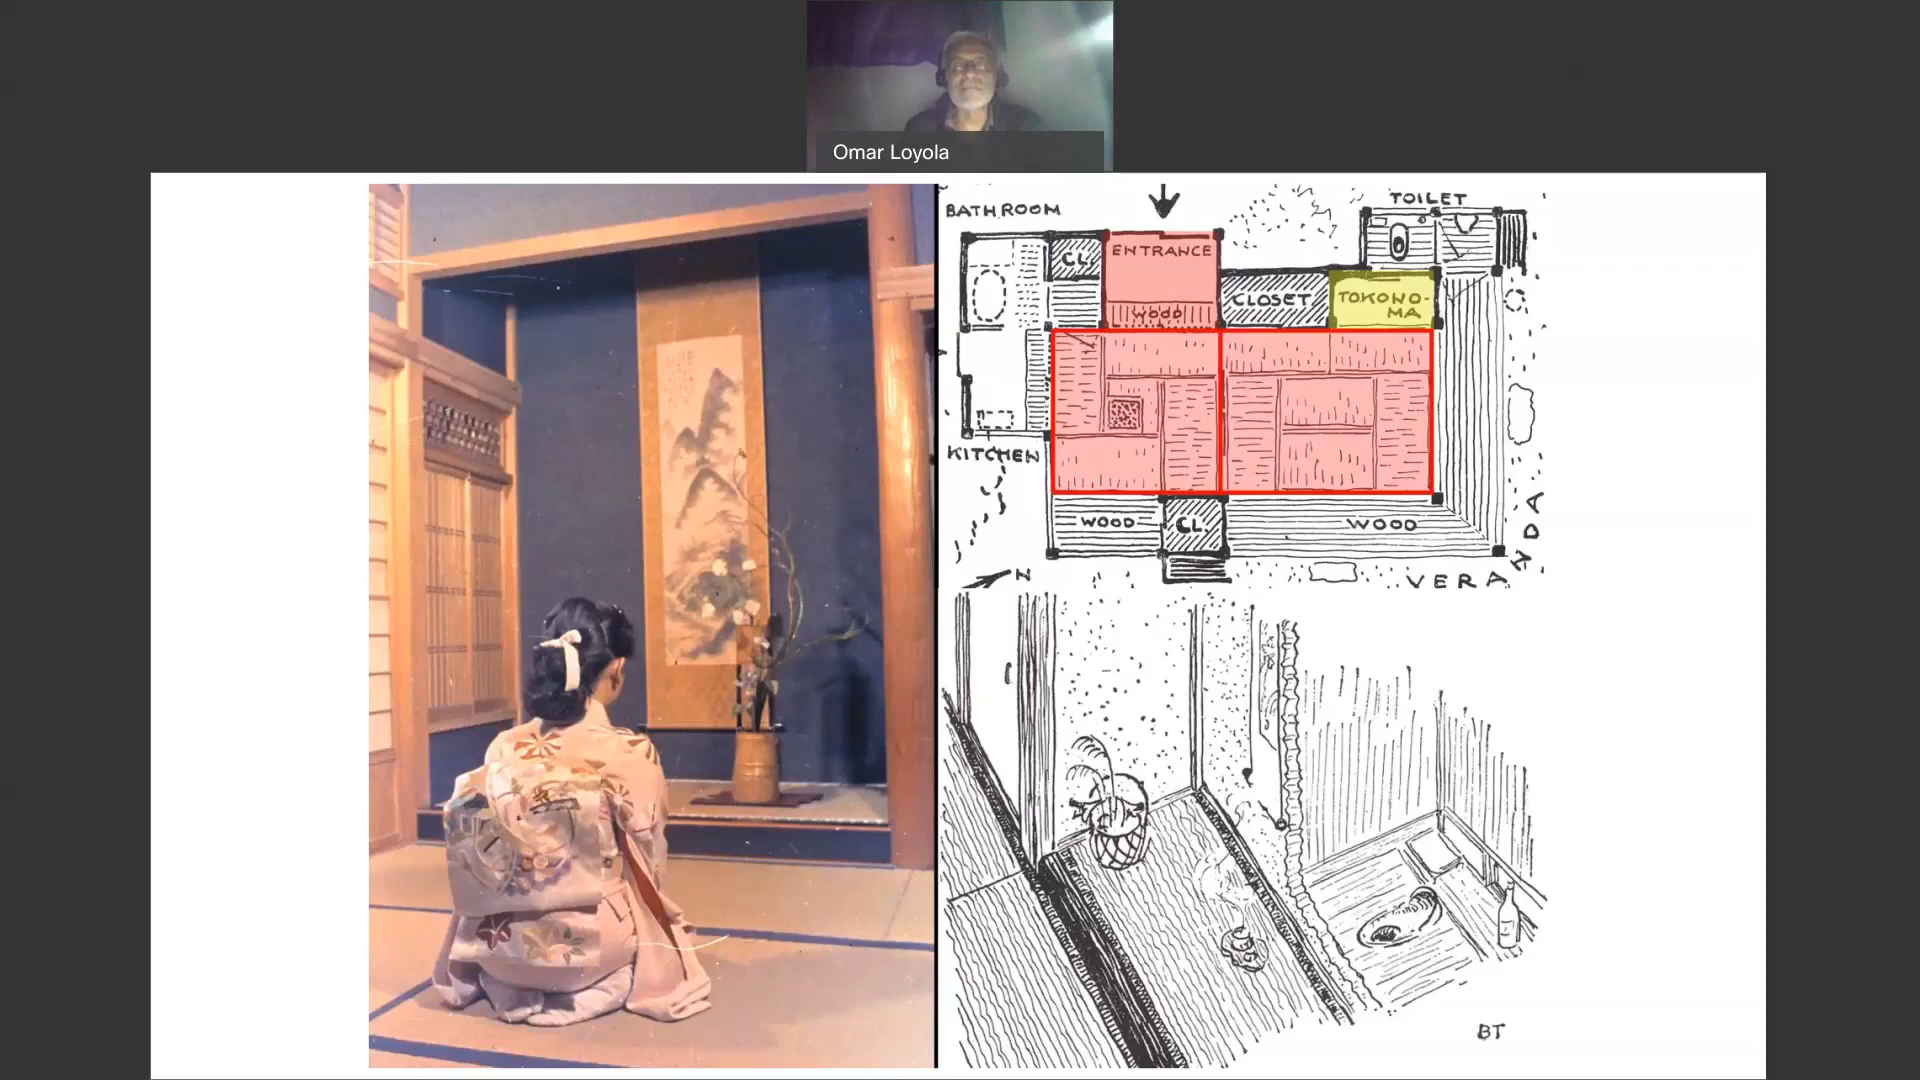 Omar Loyola
BATHROOM
TOILET
ENTRANCE
CL.
CLOSET
TOKONO-
MA
WOOD
KITCHEN
WOOD
CL.
WOOD
VERANDA
N
BT